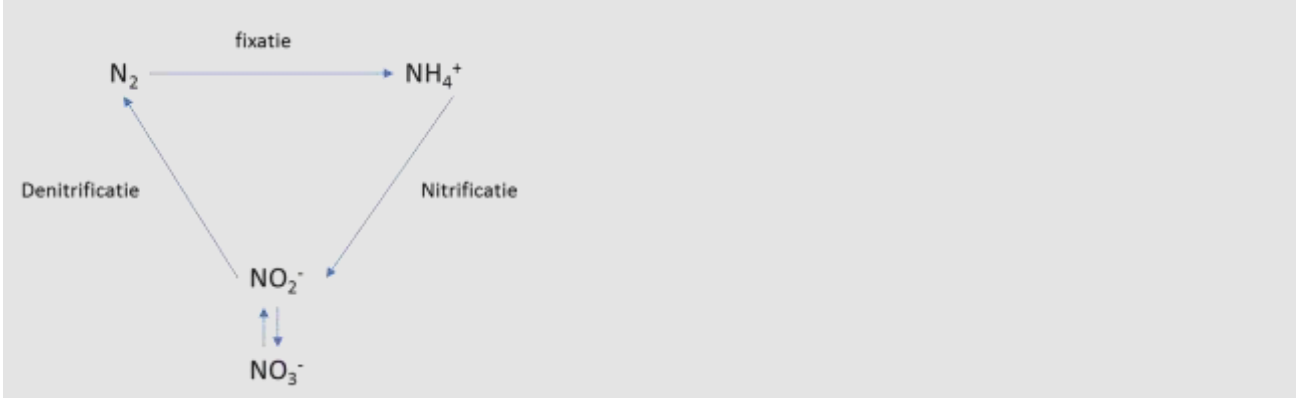 fixatie
N₂
NH₄⁺
Denitrificatie
Nitrificatie
NO₂⁻
NO₃⁻